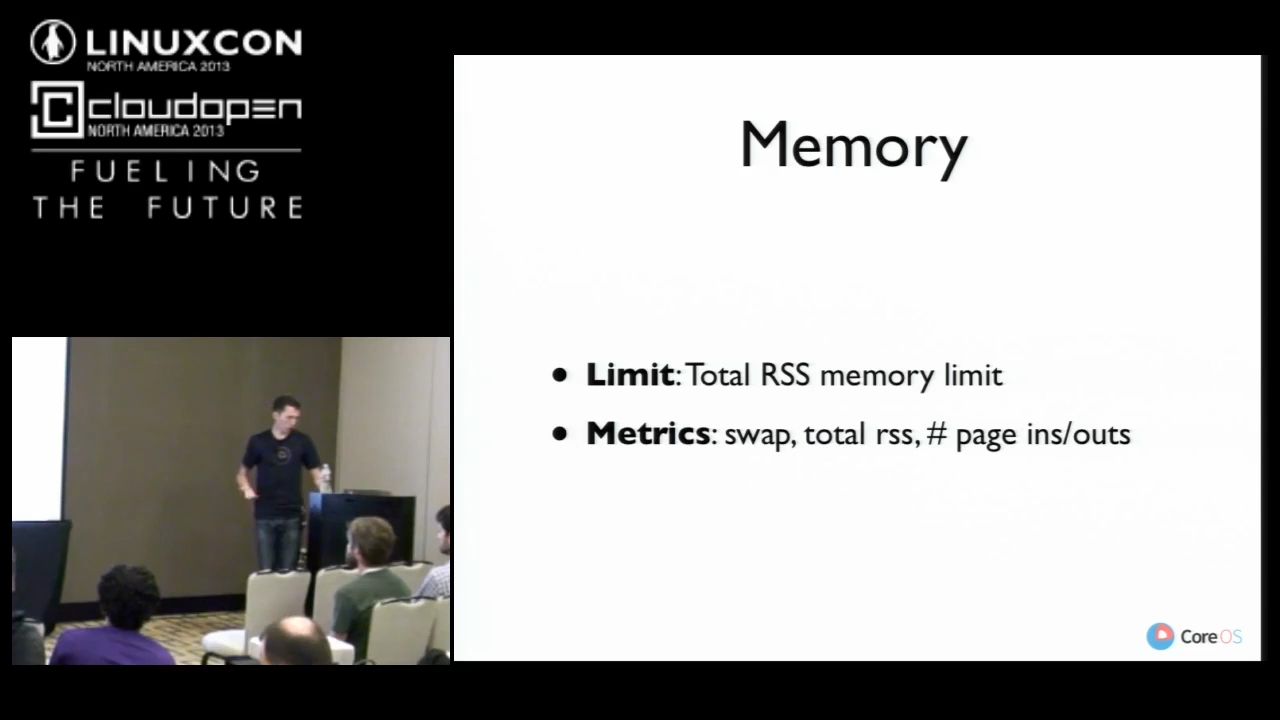 LINUXCON
NORTH AMERICA 2013
cloudopen
NORTH AMERICA 2013
FUELING
THE FUTURE
Memory
• Limit: Total RSS memory limit
• Metrics: swap, total rss, # page ins/outs
CoreOS